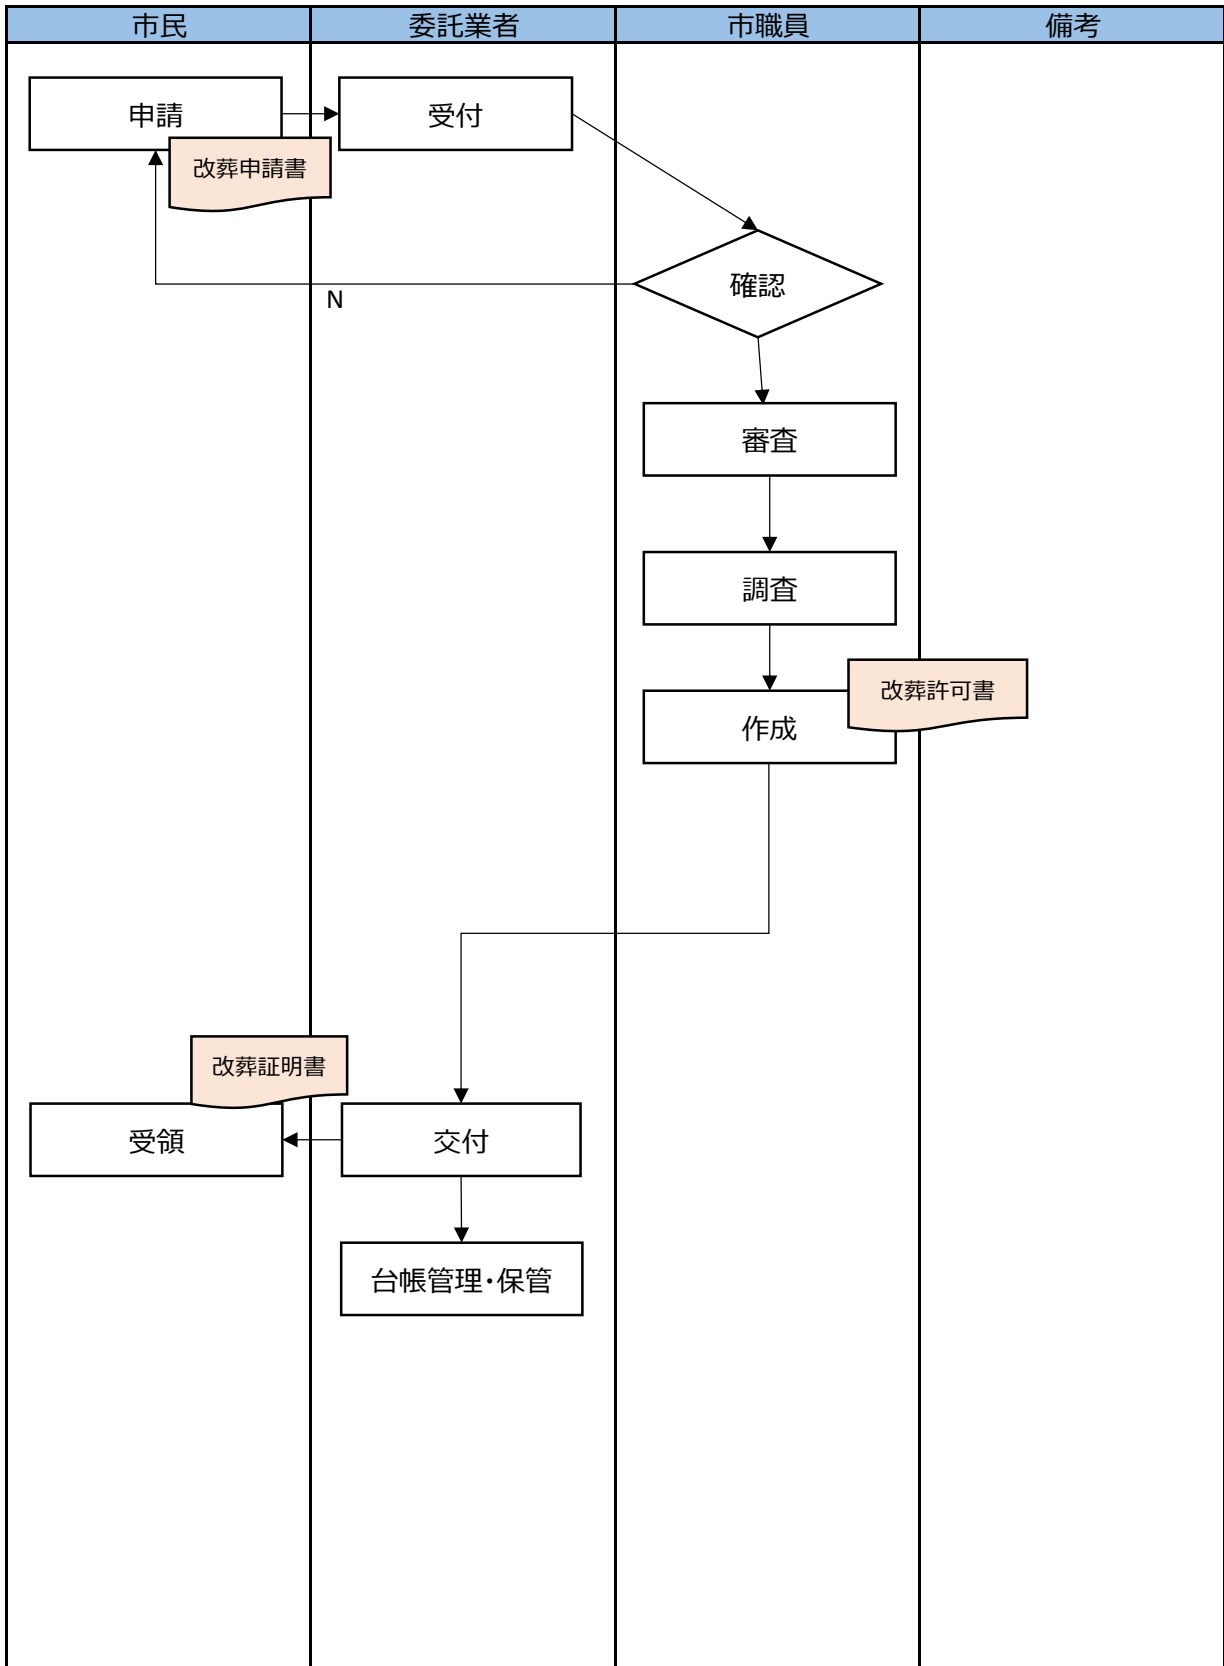 市民
委託業者
市職員
備考
申請
受付
改葬申請書
確認
N
審査
調査
改葬許可書
作成
改葬証明書
受領
交付
台帳管理・保管